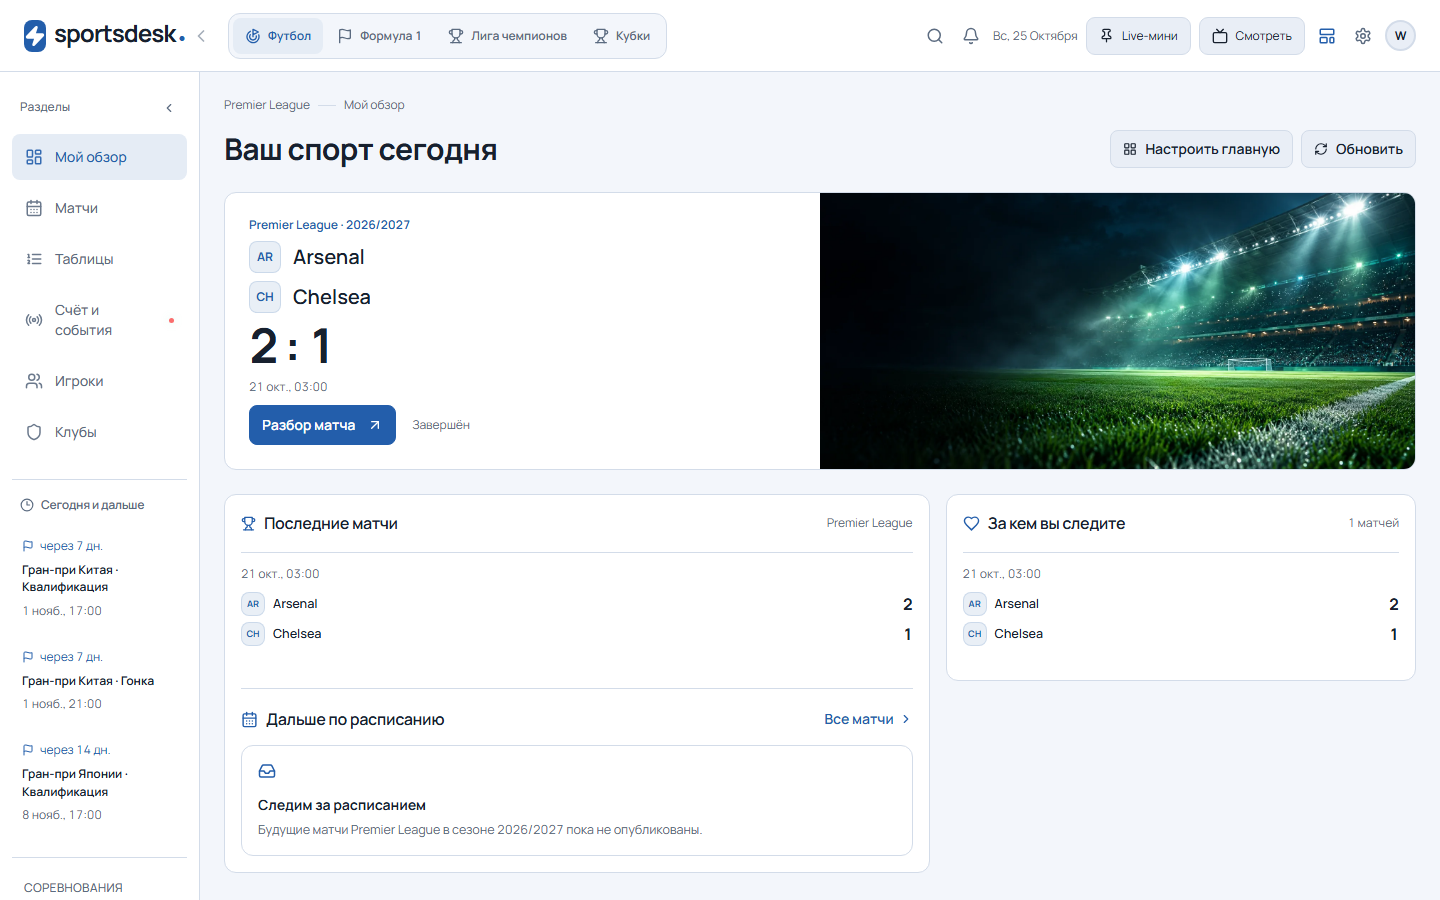 sportsdesk.
Футбол
Формула 1
Лига чемпионов
Кубки
Вс, 25 Октября
Live-мини
Смотреть
W
Разделы
Мой обзор
Матчи
Таблицы
Счёт и
события
Игроки
Клубы
Сегодня и дальше
через 7 дн.
Гран-при Китая ·
Квалификация
1 нояб., 17:00
через 7 дн.
Гран-при Китая · Гонка
1 нояб., 21:00
через 14 дн.
Гран-при Японии ·
Квалификация
8 нояб., 17:00
СОРЕВНОВАНИЯ
Premier League — Мой обзор
Ваш спорт сегодня
Настроить главную
Обновить
Premier League · 2026/2027
AR Arsenal
CH Chelsea
2 : 1
21 окт., 03:00
Разбор матча
Завершён
Последние матчи
Premier League
21 окт., 03:00
AR Arsenal 2
CH Chelsea 1
Дальше по расписанию
Все матчи
Следим за расписанием
Будущие матчи Premier League в сезоне 2026/2027 пока не опубликованы.
За кем вы следите
1 матчей
21 окт., 03:00
AR Arsenal 2
CH Chelsea 1